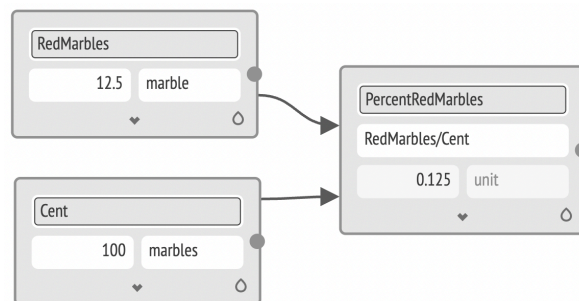 RedMarbles
12.5 marble
PercentRedMarbles
RedMarbles/Cent
0.125 unit
Cent
100 marbles